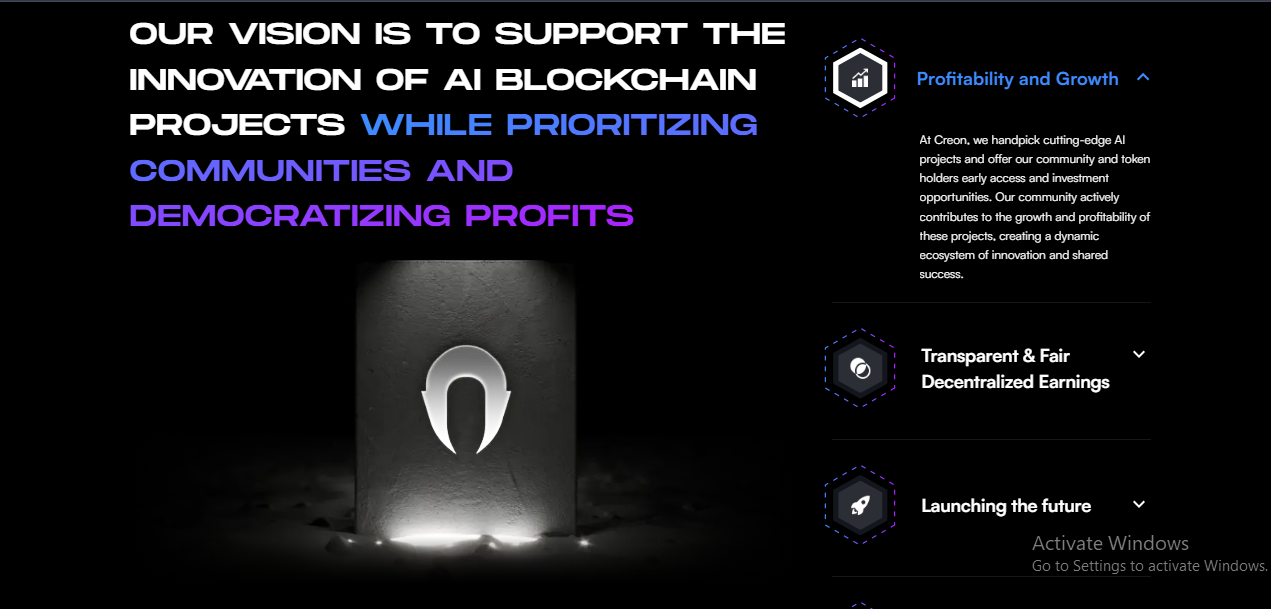 OUR VISION IS TO SUPPORT THE
INNOVATION OF AI BLOCKCHAIN
PROJECTS WHILE PRIORITIZING
COMMUNITIES AND
DEMOCRATIZING PROFITS
Profitability and Growth
At Creon, we handpick cutting-edge AI
projects and offer our community and token
holders early access and investment
opportunities. Our community actively
contributes to the growth and profitability of
these projects, creating a dynamic
ecosystem of innovation and shared
success.
Transparent & Fair
Decentralized Earnings
Launching the future
Activate Windows
Go to Settings to activate Windows.